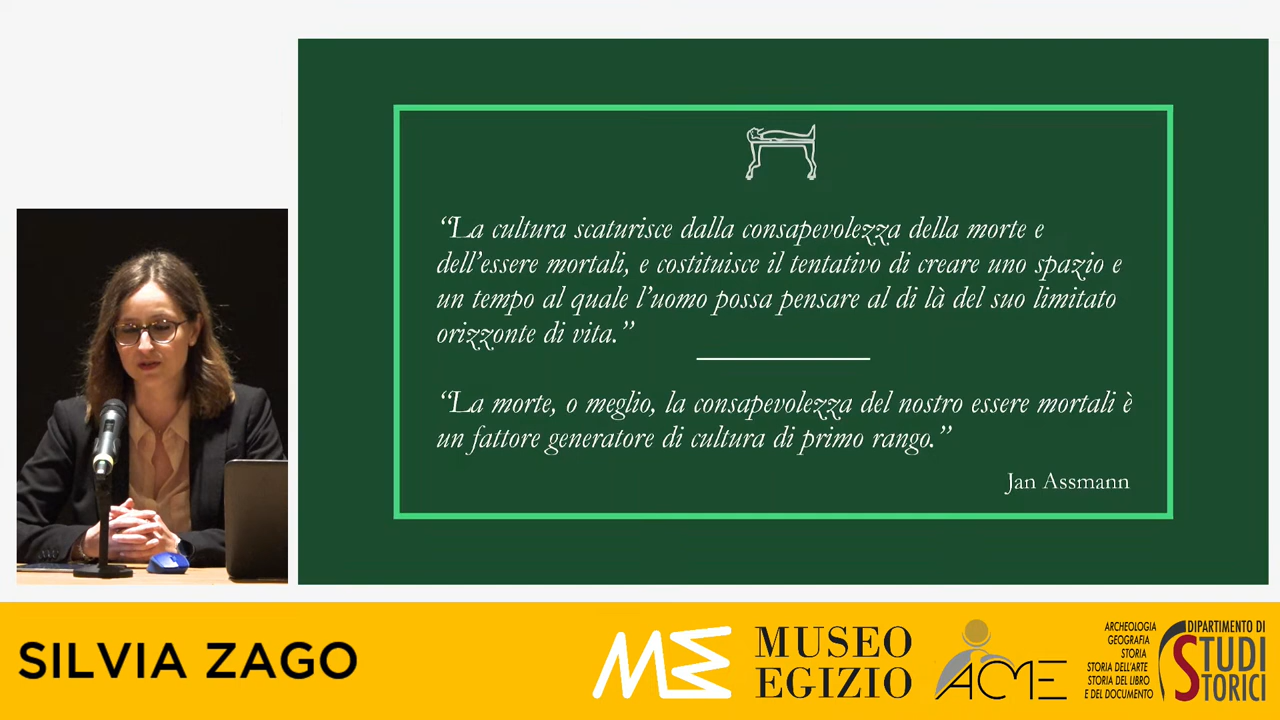 “La cultura scaturisce dalla consapevolezza della morte e
dell’essere mortali, e costituisce il tentativo di creare uno spazio e
un tempo al quale l’uomo possa pensare al di là del suo limitato
orizzonte di vita.”
“La morte, o meglio, la consapevolezza del nostro essere mortali è
un fattore generatore di cultura di primo rango.”
Jan Assmann
SILVIA ZAGO
ME
MUSEO
EGIZIO
ACME
ARCHEOLOGIA
GEOGRAFIA
STORIA
STORIA DELL'ARTE
STORIA DEL LIBRO
E DEL DOCUMENTO
DIPARTIMENTO DI
STUDI
STORICI